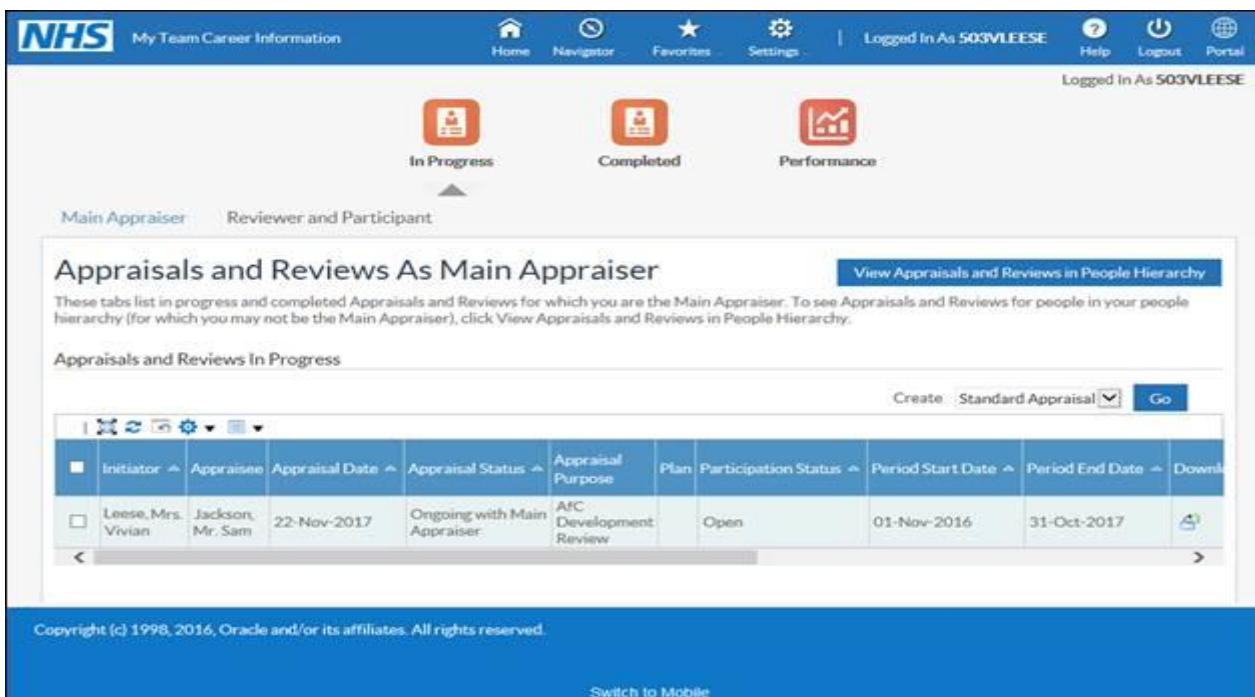 NHS My Team Career Information Home Navigator Favorites Settings | Logged In As 503VLEESE Help Logout Portal
Logged In As 503VLEESE
In Progress Completed Performance
Main Appraiser Reviewer and Participant
Appraisals and Reviews As Main Appraiser View Appraisals and Reviews in People Hierarchy
These tabs list in progress and completed Appraisals and Reviews for which you are the Main Appraiser. To see Appraisals and Reviews for people in your people
hierarchy (for which you may not be the Main Appraiser), click View Appraisals and Reviews in People Hierarchy.
Appraisals and Reviews In Progress
Create Standard Appraisal Go
Initiator Appraisee Appraisal Date Appraisal Status Appraisal Purpose Plan Participation Status Period Start Date Period End Date Downl
Leese, Mrs. Vivian Jackson, Mr. Sam 22-Nov-2017 Ongoing with Main Appraiser AfC Development Review Open 01-Nov-2016 31-Oct-2017
Copyright (c) 1998, 2016, Oracle and/or its affiliates. All rights reserved.
Switch to Mobile